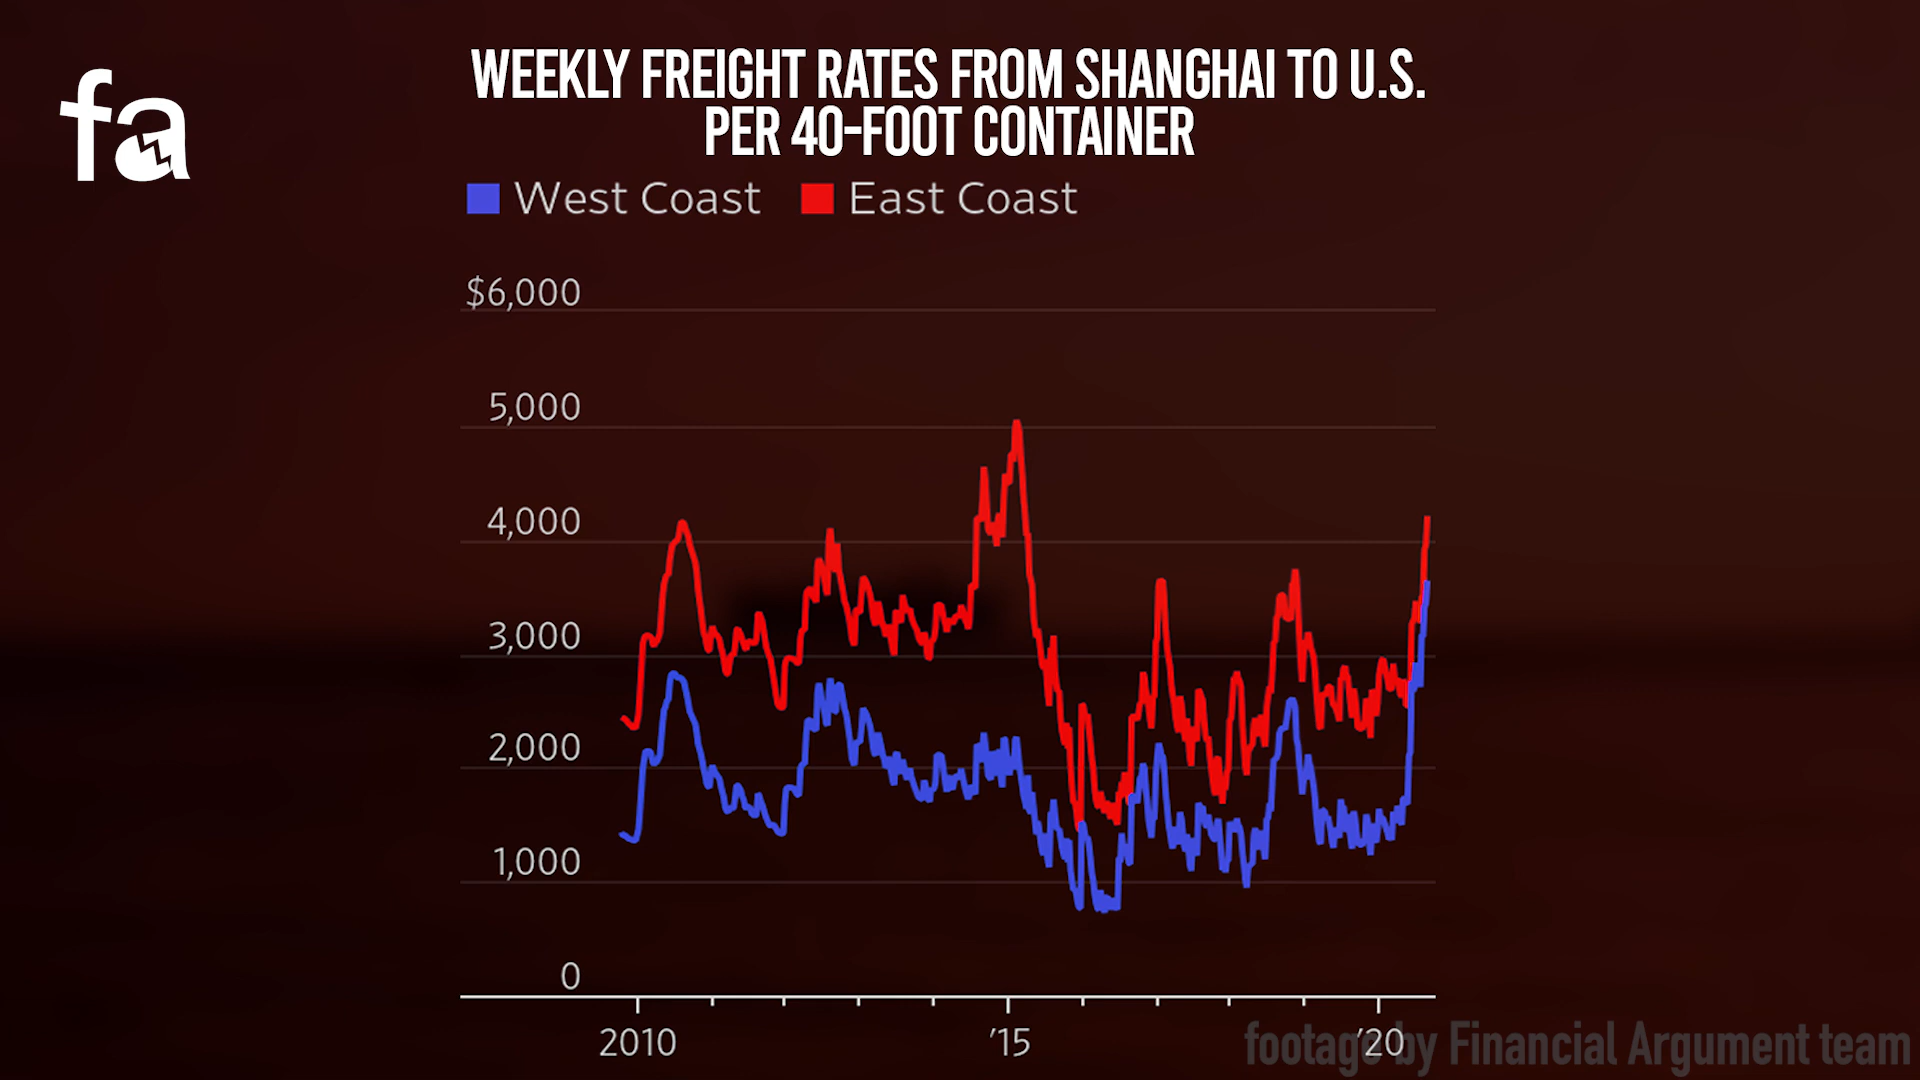 fa
WEEKLY FREIGHT RATES FROM SHANGHAI TO U.S.
PER 40-FOOT CONTAINER
West Coast East Coast
$6,000
5,000
4,000
3,000
2,000
1,000
0
2010 '15 '20
footage by Financial Argument team